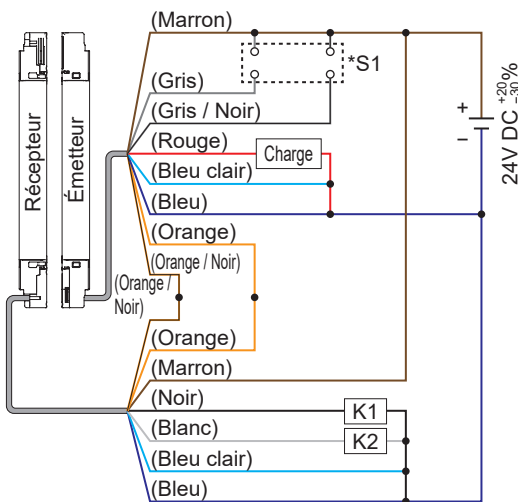 (Marron)
*S1
(Gris)
(Gris / Noir)
(Rouge)
Charge
(Bleu clair)
(Bleu)
(Orange)
(Orange / Noir)
(Orange / Noir)
(Orange)
(Marron)
(Noir)
K1
(Blanc)
K2
(Bleu clair)
(Bleu)
Récepteur
Émetteur
+
−
24V DC +20 −30%